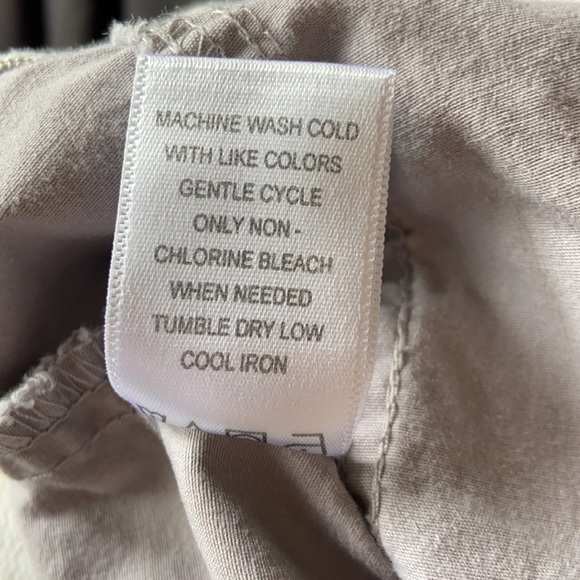 MACHINE WASH COLD
WITH LIKE COLORS
GENTLE CYCLE
ONLY NON -
CHLORINE BLEACH
WHEN NEEDED
TUMBLE DRY LOW
COOL IRON